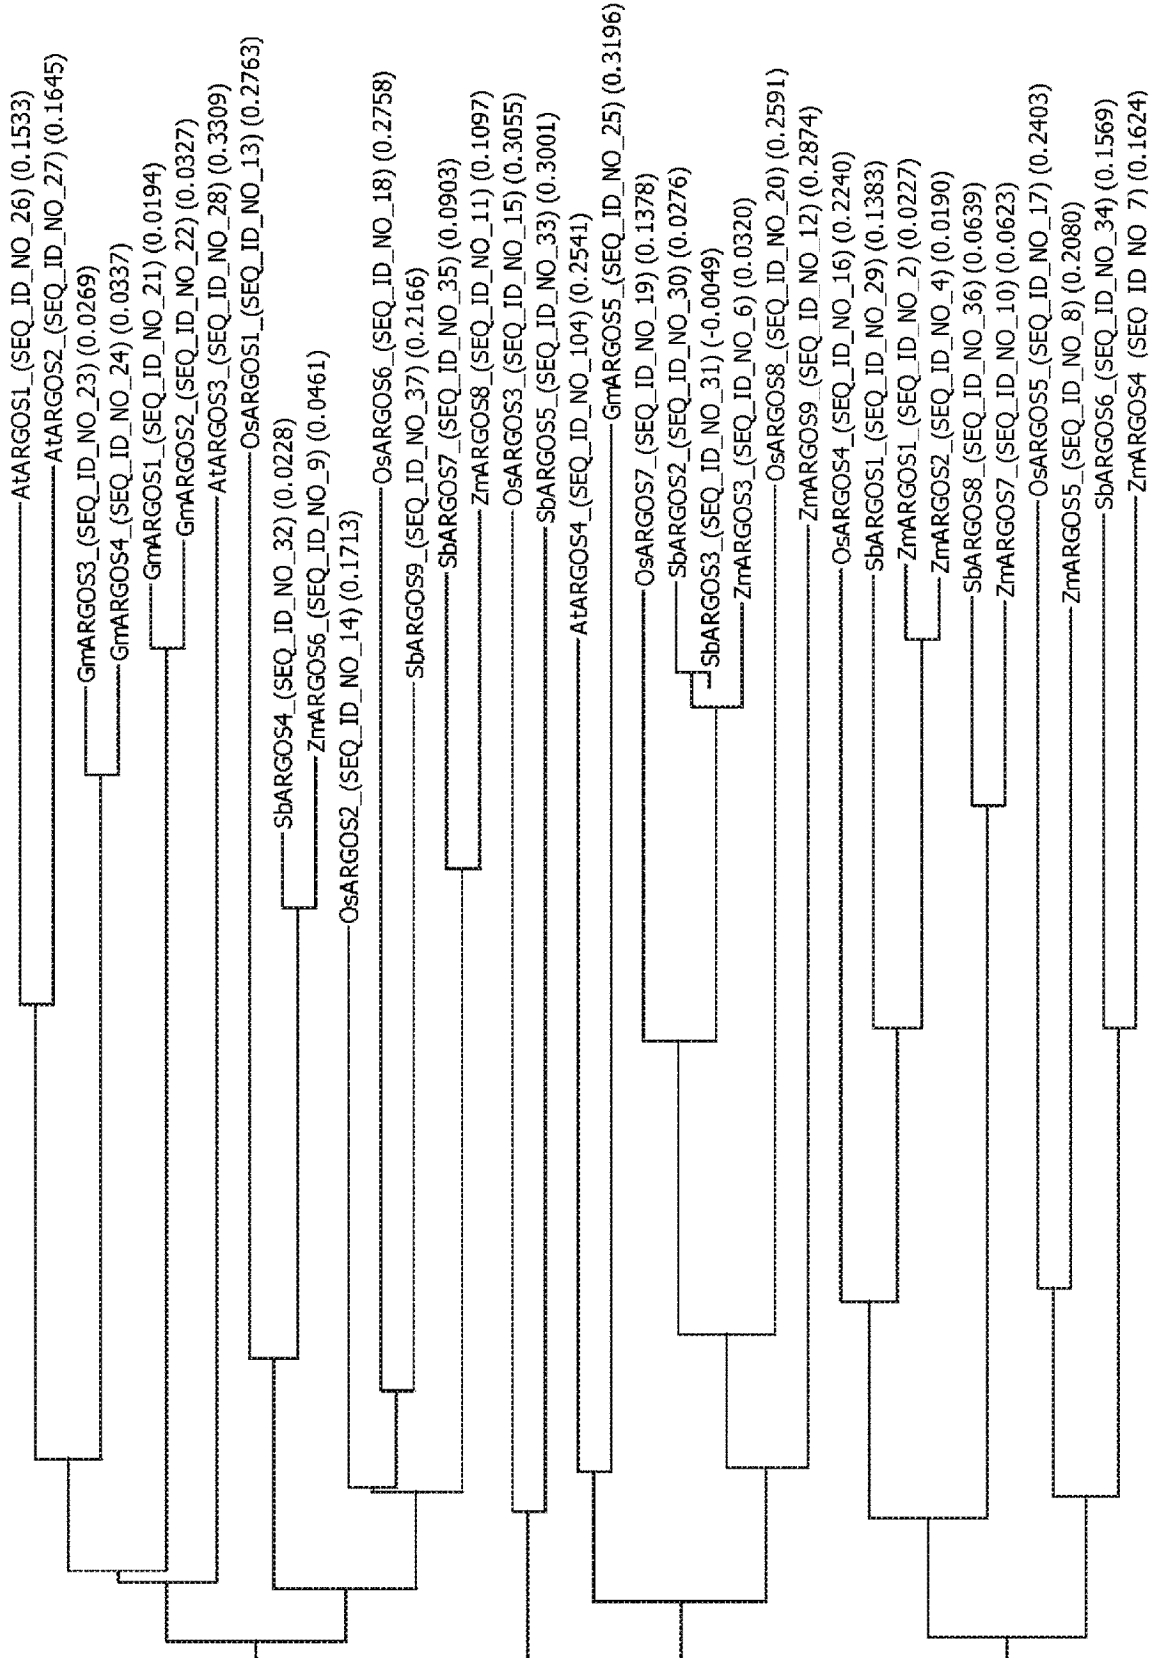 AtARGOS1_(SEQ_ID_NO_26) (0.1533)
AtARGOS2_(SEQ_ID_NO_27) (0.1645)
GmARGOS3_(SEQ_ID_NO_23) (0.0269)
GmARGOS4_(SEQ_ID_NO_24) (0.0337)
GmARGOS1_(SEQ_ID_NO_21) (0.0194)
GmARGOS2_(SEQ_ID_NO_22) (0.0327)
AtARGOS3_(SEQ_ID_NO_28) (0.3309)
OsARGOS1_(SEQ_ID_NO_13) (0.2763)
SbARGOS4_(SEQ_ID_NO_32) (0.0228)
ZmARGOS6_(SEQ_ID_NO_9) (0.0461)
OsARGOS2_(SEQ_ID_NO_14) (0.1713)
OsARGOS6_(SEQ_ID_NO_18) (0.2758)
SbARGOS9_(SEQ_ID_NO_37) (0.2166)
SbARGOS7_(SEQ_ID_NO_35) (0.0903)
ZmARGOS8_(SEQ_ID_NO_11) (0.1097)
OsARGOS3_(SEQ_ID_NO_15) (0.3055)
SbARGOS5_(SEQ_ID_NO_33) (0.3001)
AtARGOS4_(SEQ_ID_NO_104) (0.2541)
GmARGOS5_(SEQ_ID_NO_25) (0.3196)
OsARGOS7_(SEQ_ID_NO_19) (0.1378)
SbARGOS2_(SEQ_ID_NO_30) (0.0276)
SbARGOS3_(SEQ_ID_NO_31) (-0.0049)
ZmARGOS3_(SEQ_ID_NO_6) (0.0320)
OsARGOS8_(SEQ_ID_NO_20) (0.2591)
ZmARGOS9_(SEQ_ID_NO_12) (0.2874)
OsARGOS4_(SEQ_ID_NO_16) (0.2240)
SbARGOS1_(SEQ_ID_NO_29) (0.1383)
ZmARGOS1_(SEQ_ID_NO_2) (0.0227)
ZmARGOS2_(SEQ_ID_NO_4) (0.0190)
SbARGOS8_(SEQ_ID_NO_36) (0.0639)
ZmARGOS7_(SEQ_ID_NO_10) (0.0623)
OsARGOS5_(SEQ_ID_NO_17) (0.2403)
ZmARGOS5_(SEQ_ID_NO_8) (0.2080)
SbARGOS6_(SEQ_ID_NO_34) (0.1569)
ZmARGOS4_(SEQ_ID_NO_7) (0.1624)